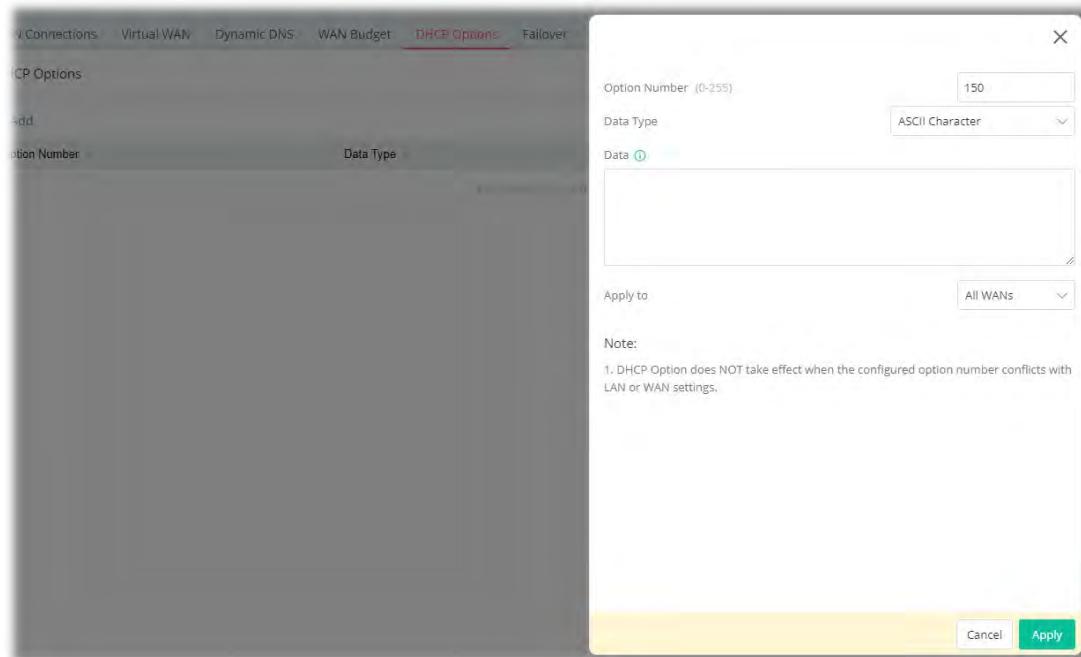 N Connections Virtual WAN Dynamic DNS WAN Budget DHCP Options Failover
CP Options
Add
ption Number Data Type
Option Number (0-255) 150
Data Type ASCII Character
Data
Apply to All WANs
Note:
1. DHCP Option does NOT take effect when the configured option number conflicts with
LAN or WAN settings.
Cancel Apply